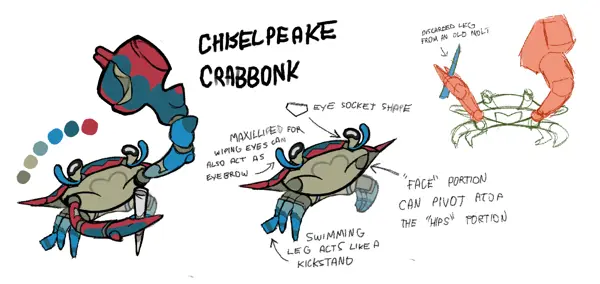 CHISELPEAKE
CRABBONK
DISCARDED LEG
FROM AN OLD MOLT
EYE SOCKET SHAPE
MAXILLIPED FOR
WIPING EYES CAN
ALSO ACT AS
EYEBROW
"FACE" PORTION
CAN PIVOT ATOP
THE "HIPS" PORTION
SWIMMING
LEG ACTS LIKE A
KICKSTAND